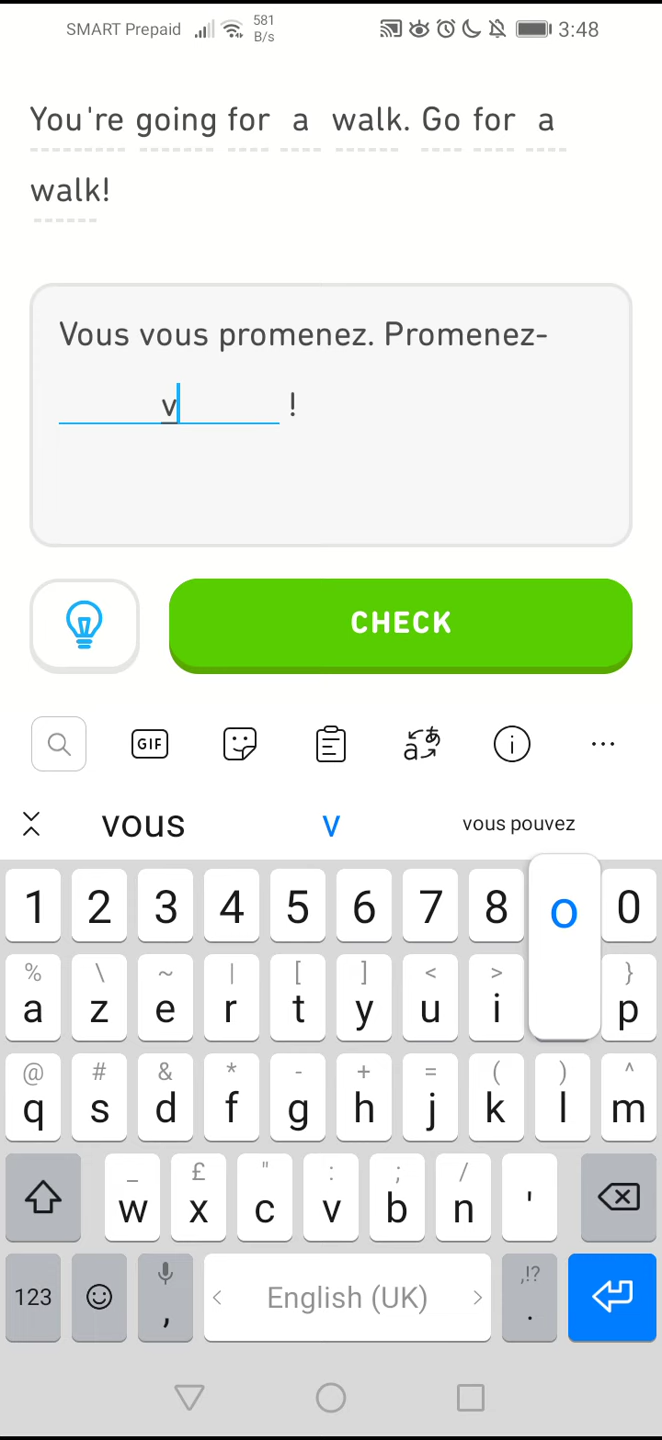 SMART Prepaid 581 B/s 3:48
You're going for a walk. Go for a
walk!
Vous vous promenez. Promenez-
v !
CHECK
GIF
vous v vous pouvez
1 2 3 4 5 6 7 8 o 0
% \ ~ | [ ] < > }
a z e r t y u i p
@ # & * - + = ( ) ^
q s d f g h j k l m
_ £ " : ; /
w x c v b n '
,!?
123 , < English (UK) > .